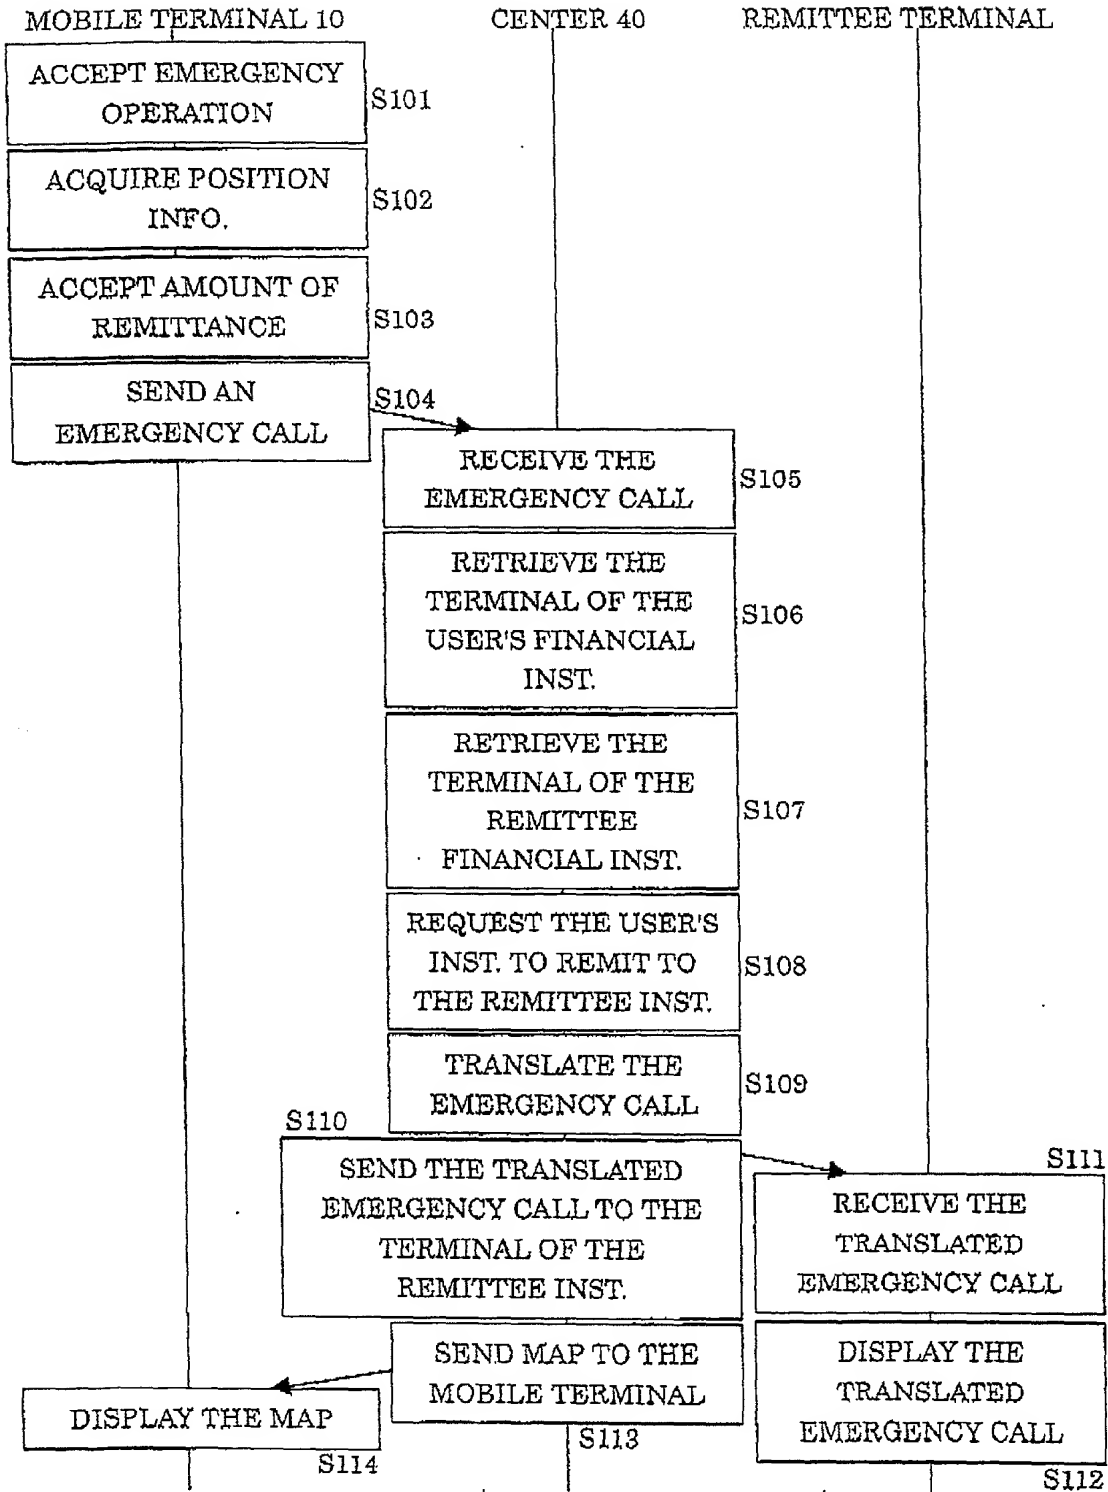 MOBILE TERMINAL 10
CENTER 40
REMITTEE TERMINAL
ACCEPT EMERGENCY
OPERATION
S101
ACQUIRE POSITION
INFO.
S102
ACCEPT AMOUNT OF
REMITTANCE
S103
SEND AN
EMERGENCY CALL
S104
RECEIVE THE
EMERGENCY CALL
S105
RETRIEVE THE
TERMINAL OF THE
USER'S FINANCIAL
INST.
S106
RETRIEVE THE
TERMINAL OF THE
REMITTEE
FINANCIAL INST.
S107
REQUEST THE USER'S
INST. TO REMIT TO
THE REMITTEE INST.
S108
TRANSLATE THE
EMERGENCY CALL
S109
S110
SEND THE TRANSLATED
EMERGENCY CALL TO THE
TERMINAL OF THE
REMITTEE INST.
S111
RECEIVE THE
TRANSLATED
EMERGENCY CALL
DISPLAY THE
TRANSLATED
EMERGENCY CALL
S112
SEND MAP TO THE
MOBILE TERMINAL
S113
DISPLAY THE MAP
S114